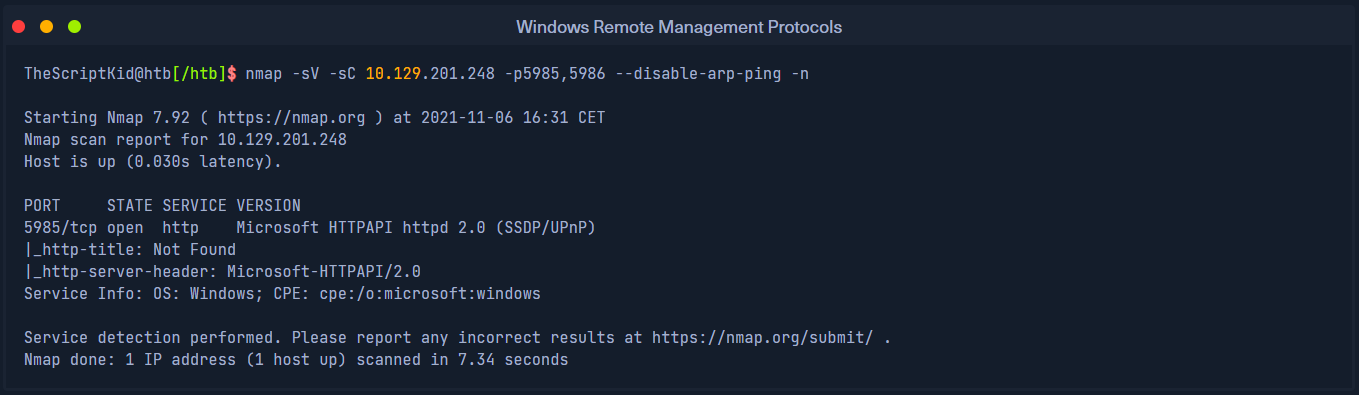 Windows Remote Management Protocols
TheScriptKid@htb[/htb]$ nmap -sV -sC 10.129.201.248 -p5985,5986 --disable-arp-ping -n
Starting Nmap 7.92 ( https://nmap.org ) at 2021-11-06 16:31 CET
Nmap scan report for 10.129.201.248
Host is up (0.030s latency).
PORT     STATE SERVICE VERSION
5985/tcp open  http    Microsoft HTTPAPI httpd 2.0 (SSDP/UPnP)
|_http-title: Not Found
|_http-server-header: Microsoft-HTTPAPI/2.0
Service Info: OS: Windows; CPE: cpe:/o:microsoft:windows
Service detection performed. Please report any incorrect results at https://nmap.org/submit/ .
Nmap done: 1 IP address (1 host up) scanned in 7.34 seconds